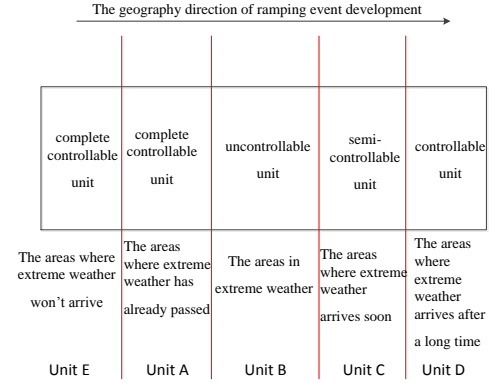 The geography direction of ramping event development
complete
controllable
unit
complete
controllable
unit
uncontrollable
unit
semi-
controllable
unit
controllable
unit
The areas where
extreme weather
won't arrive
The areas
where extreme
weather has
already passed
The areas in
extreme weather
The areas
where extreme
weather
arrives soon
The areas
where
extreme
weather
arrives after
a long time
Unit E
Unit A
Unit B
Unit C
Unit D